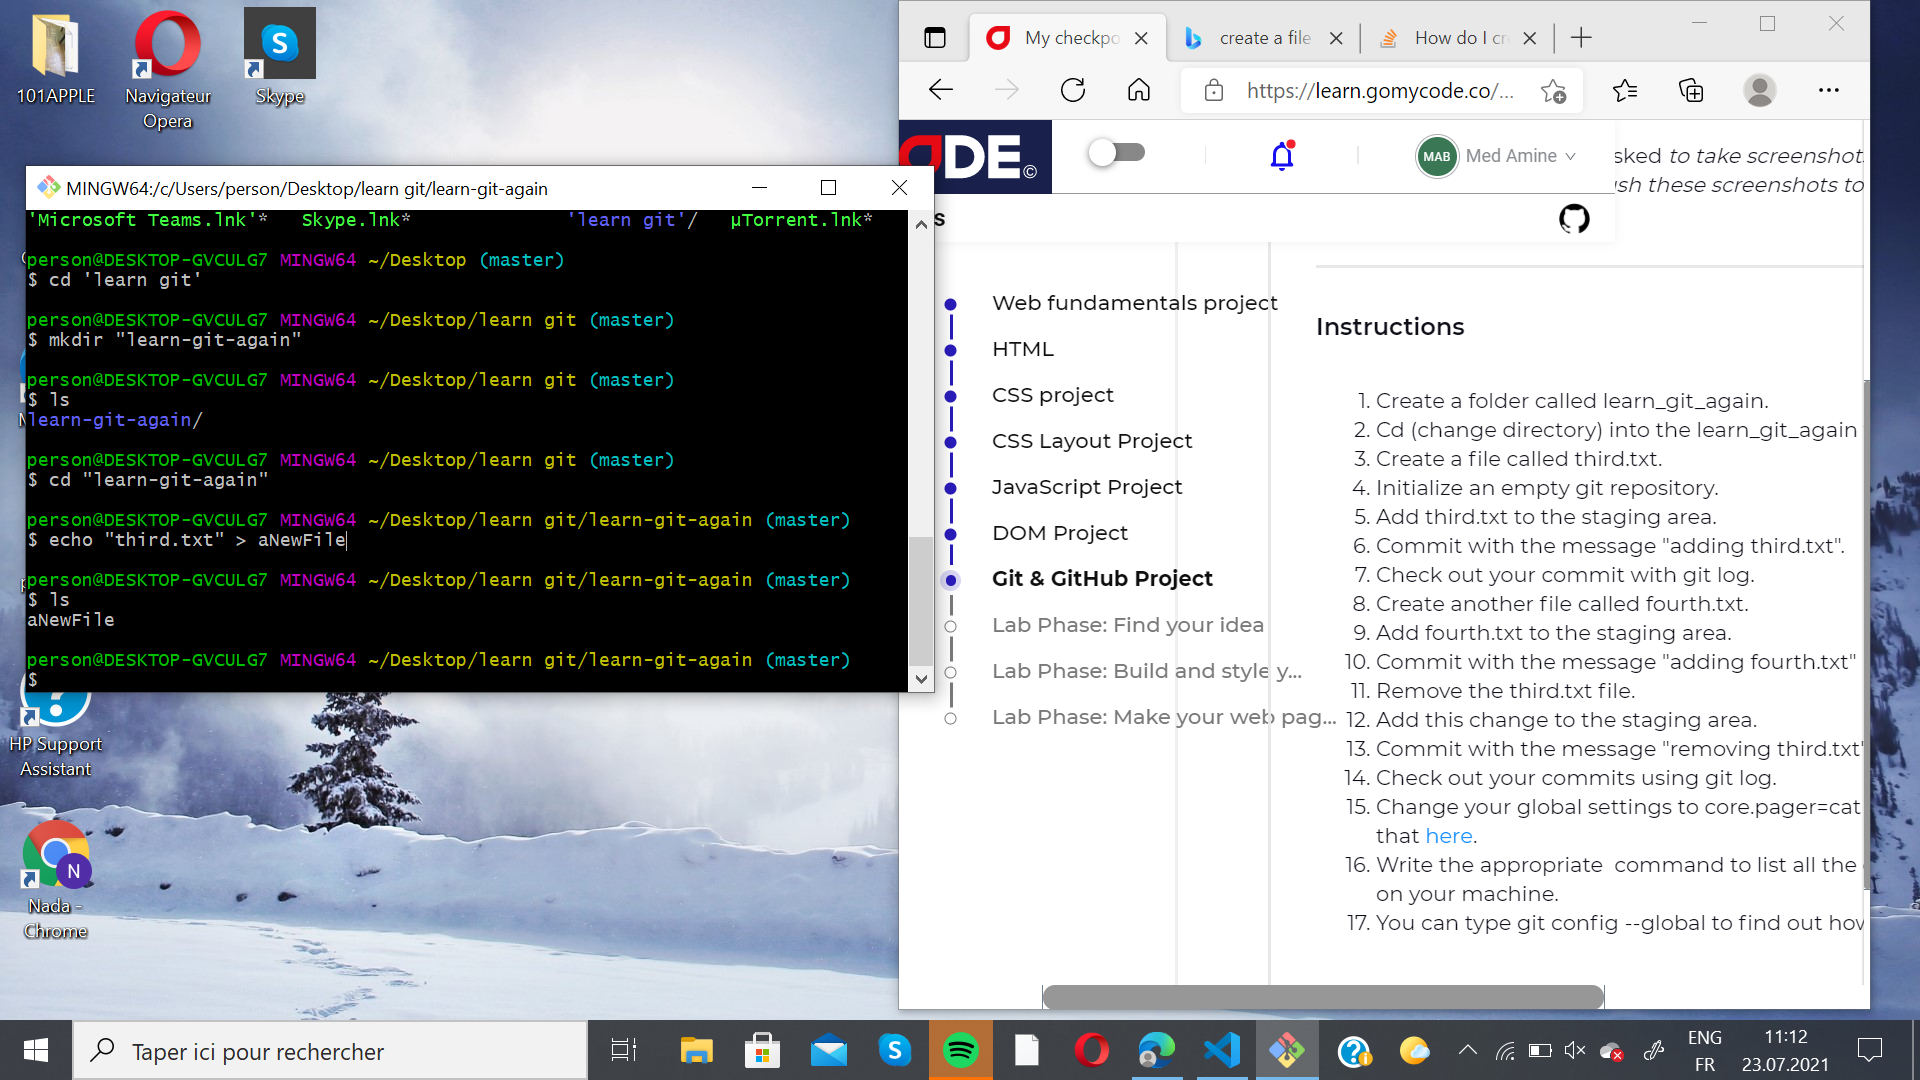 101APPLE
Navigateur
Opera
Skype
MINGW64:/c/Users/person/Desktop/learn git/learn-git-again
'Microsoft Teams.lnk'*   Skype.lnk*   'learn git'/   µTorrent.lnk*
person@DESKTOP-GVCULG7 MINGW64 ~/Desktop (master)
$ cd 'learn git'
person@DESKTOP-GVCULG7 MINGW64 ~/Desktop/learn git (master)
$ mkdir "learn-git-again"
person@DESKTOP-GVCULG7 MINGW64 ~/Desktop/learn git (master)
$ ls
learn-git-again/
person@DESKTOP-GVCULG7 MINGW64 ~/Desktop/learn git (master)
$ cd "learn-git-again"
person@DESKTOP-GVCULG7 MINGW64 ~/Desktop/learn git/learn-git-again (master)
$ echo "third.txt" > aNewFile
person@DESKTOP-GVCULG7 MINGW64 ~/Desktop/learn git/learn-git-again (master)
$ ls
aNewFile
person@DESKTOP-GVCULG7 MINGW64 ~/Desktop/learn git/learn-git-again (master)
$
HP Support
Assistant
N
Nada -
Chrome
My checkpo
create a file
How do I cr
https://learn.gomycode.co/...
DE
MAB Med Amine
sked to take screenshot
sh these screenshots to
s
Web fundamentals project
HTML
CSS project
CSS Layout Project
JavaScript Project
DOM Project
Git & GitHub Project
Lab Phase: Find your idea
Lab Phase: Build and style y...
Lab Phase: Make your web pag...
Instructions
1. Create a folder called learn_git_again.
2. Cd (change directory) into the learn_git_again
3. Create a file called third.txt.
4. Initialize an empty git repository.
5. Add third.txt to the staging area.
6. Commit with the message "adding third.txt".
7. Check out your commit with git log.
8. Create another file called fourth.txt.
9. Add fourth.txt to the staging area.
10. Commit with the message "adding fourth.txt"
11. Remove the third.txt file.
12. Add this change to the staging area.
13. Commit with the message "removing third.txt"
14. Check out your commits using git log.
15. Change your global settings to core.pager=cat
that here.
16. Write the appropriate command to list all the
on your machine.
17. You can type git config --global to find out how
Taper ici pour rechercher
ENG
FR
11:12
23.07.2021